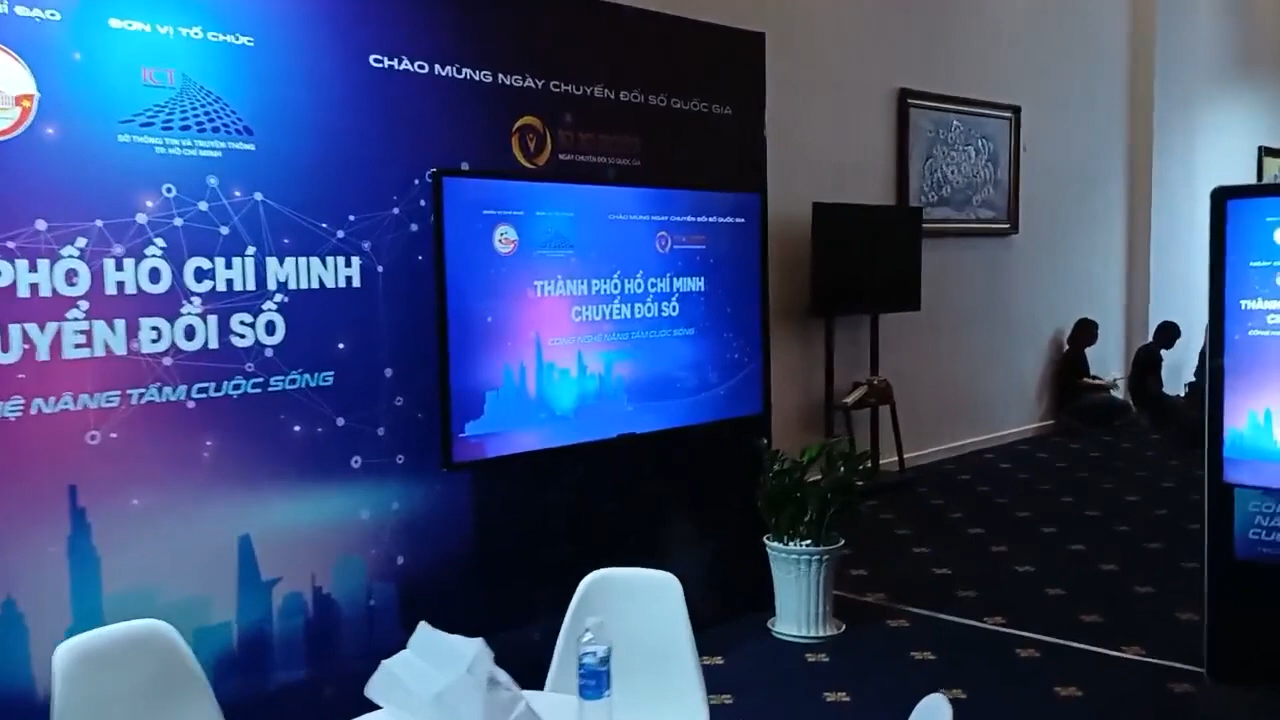 Ỉ ĐẠO
ĐƠN VỊ TỔ CHỨC
ICT
SỞ THÔNG TIN VÀ TRUYỀN THÔNG
TP. HỒ CHÍ MINH
CHÀO MỪNG NGÀY CHUYỂN ĐỔI SỐ QUỐC GIA
NGÀY CHUYỂN ĐỔI SỐ QUỐC GIA
PHỐ HỒ CHÍ MINH
UYỂN ĐỔI SỐ
Ệ NÂNG TẦM CUỘC SỐNG
CHÀO MỪNG NGÀY CHUYỂN ĐỔI SỐ QUỐC GIA
THÀNH PHỐ HỒ CHÍ MINH
CHUYỂN ĐỔI SỐ
CÔNG NGHỆ NÂNG TẦM CUỘC SỐNG
THÀNH